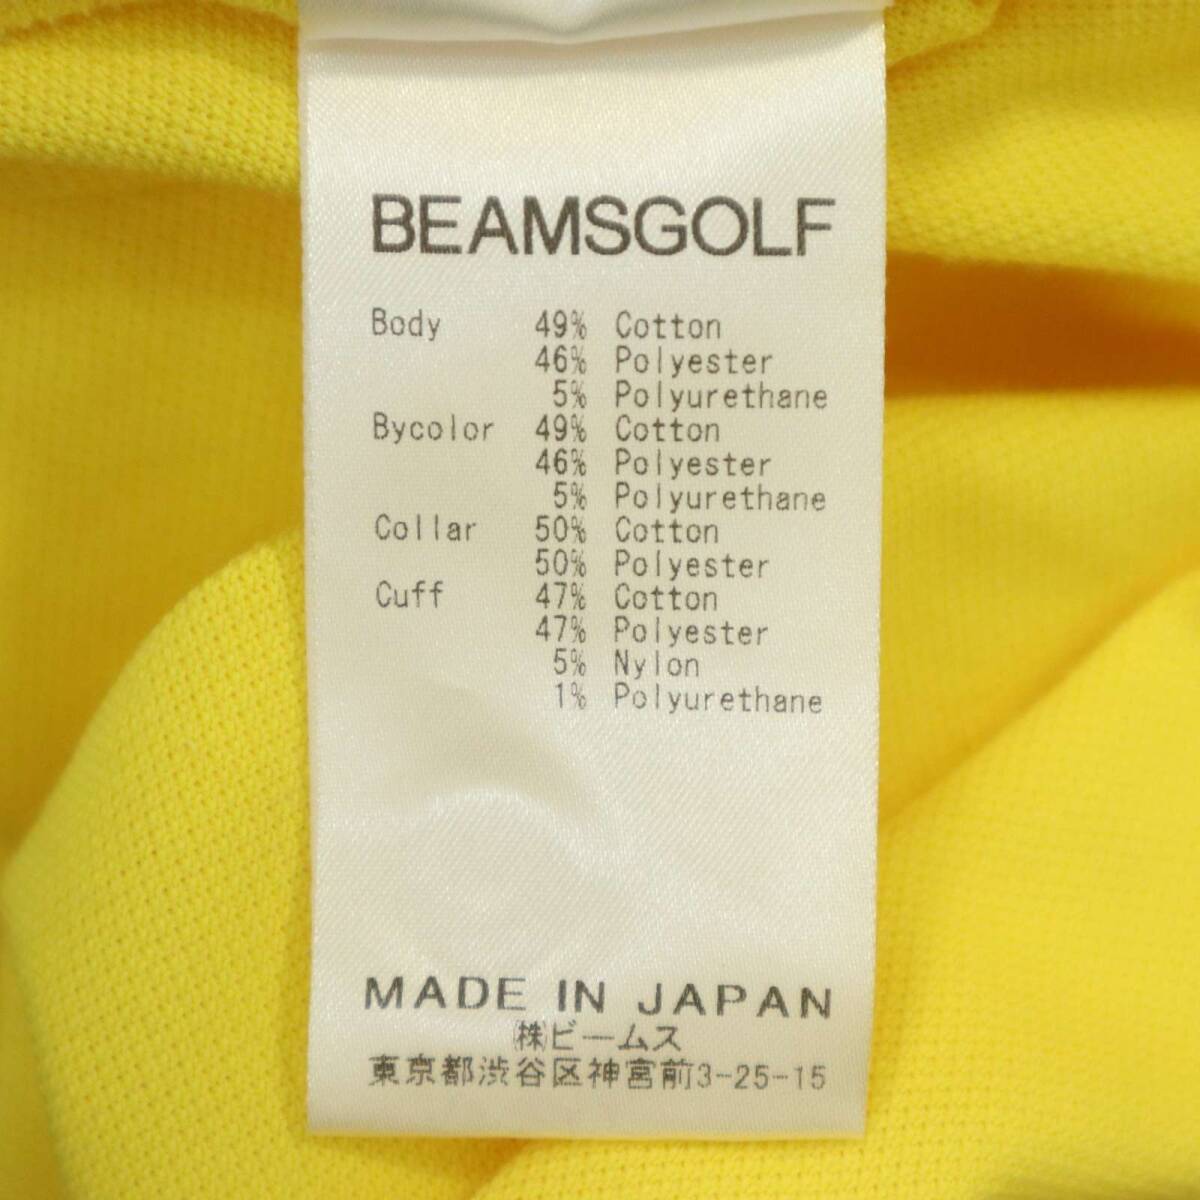 BEAMSGOLF
Body 49% Cotton
46% Polyester
5% Polyurethane
Bycolor 49% Cotton
46% Polyester
5% Polyurethane
Collar 50% Cotton
50% Polyester
Cuff 47% Cotton
47% Polyester
5% Nylon
1% Polyurethane
MADE IN JAPAN
㈱ビームス
東京都渋谷区神宮前3-25-15